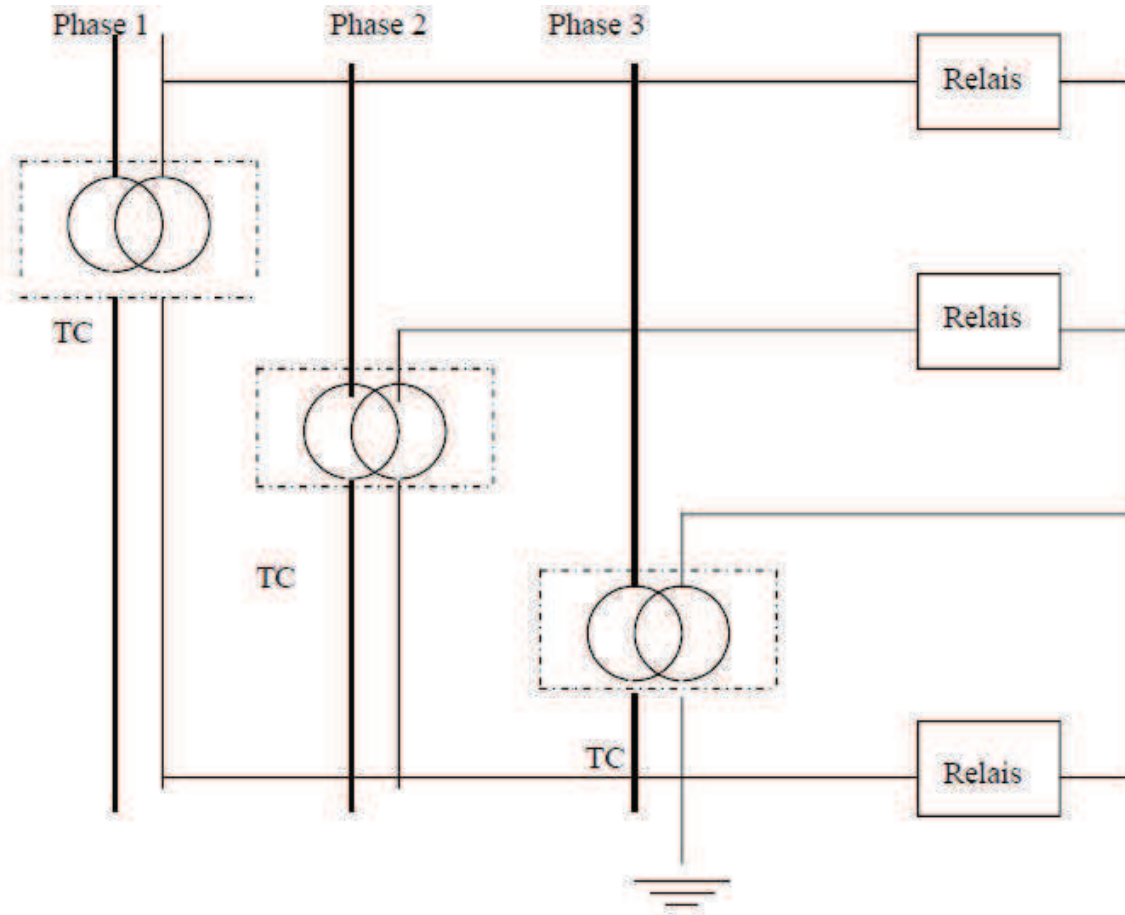 Phase 1
Phase 2
Phase 3
Relais
Relais
TC
TC
TC
Relais